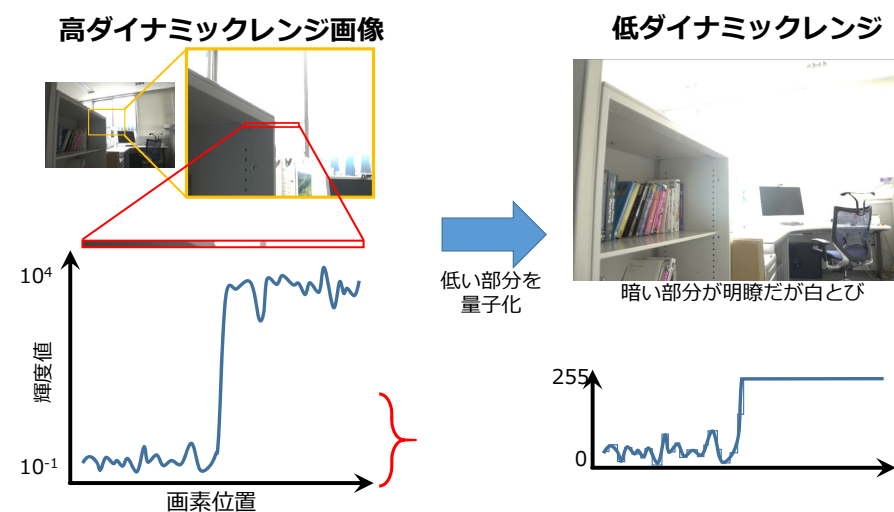 高ダイナミックレンジ画像
低ダイナミックレンジ
低い部分を
量子化
暗い部分が明瞭だが白とび
10⁴
輝度値
10⁻¹
画素位置
255
0